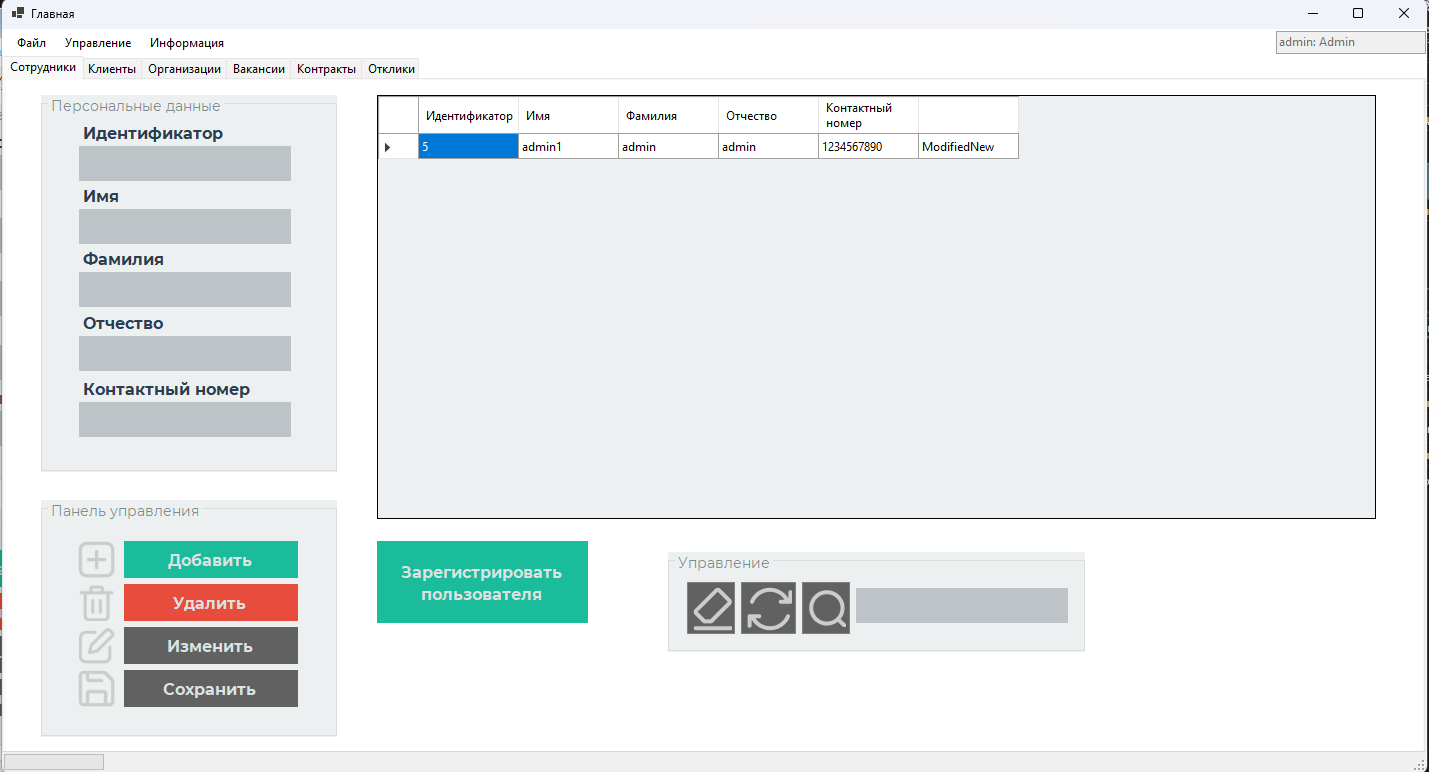 Главная
Файл Управление Информация
admin: Admin
Сотрудники Клиенты Организации Вакансии Контракты Отклики
Персональные данные
Идентификатор
Имя
Фамилия
Отчество
Контактный номер
Идентификатор Имя Фамилия Отчество Контактный номер
5 admin1 admin admin 1234567890 ModifiedNew
Панель управления
Добавить
Удалить
Изменить
Сохранить
Зарегистрировать
пользователя
Управление